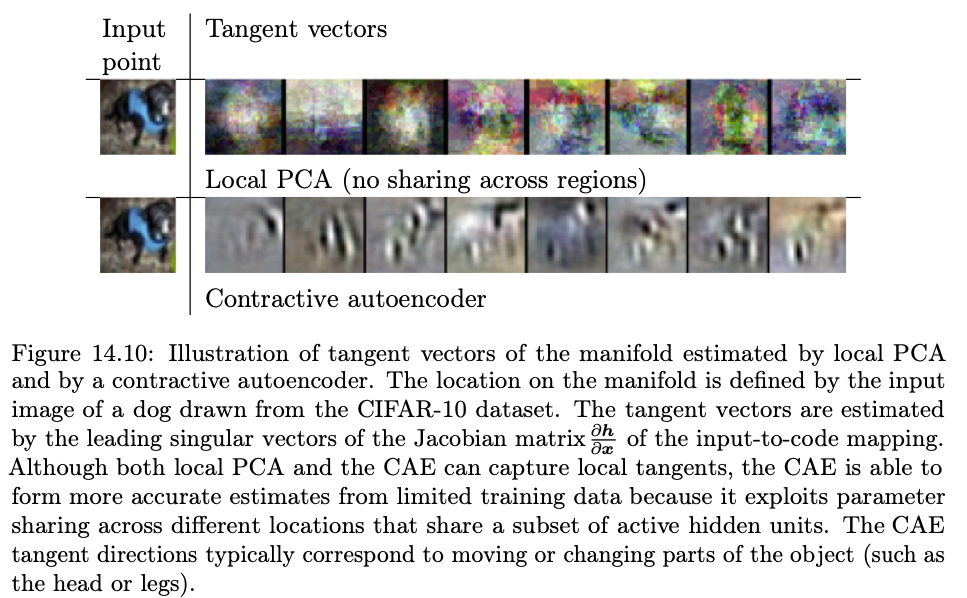 Input
point
Tangent vectors
Local PCA (no sharing across regions)
Contractive autoencoder
Figure 14.10: Illustration of tangent vectors of the manifold estimated by local PCA
and by a contractive autoencoder. The location on the manifold is defined by the input
image of a dog drawn from the CIFAR-10 dataset. The tangent vectors are estimated
by the leading singular vectors of the Jacobian matrix ∂h/∂x of the input-to-code mapping.
Although both local PCA and the CAE can capture local tangents, the CAE is able to
form more accurate estimates from limited training data because it exploits parameter
sharing across different locations that share a subset of active hidden units. The CAE
tangent directions typically correspond to moving or changing parts of the object (such as
the head or legs).